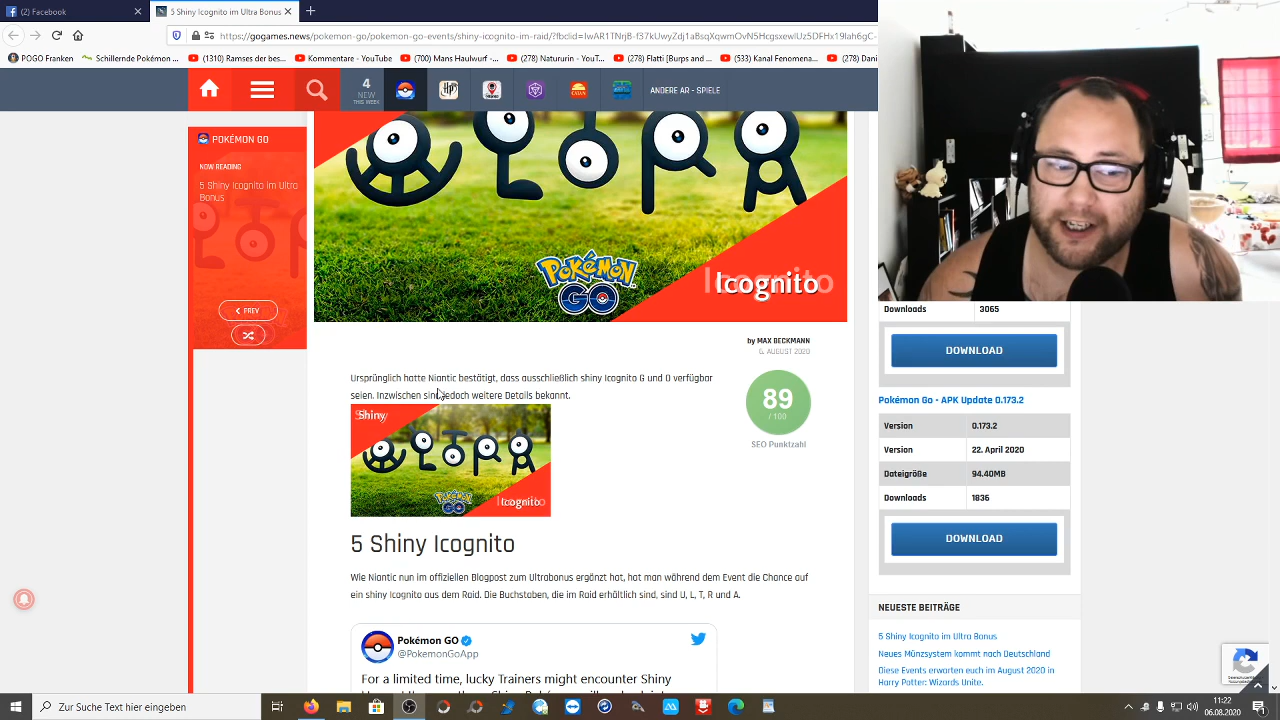 (2) Facebook
5 Shiny Icognito im Ultra Bonus
https://gogames.news/pokemon-go/pokemon-go-events/shiny-icognito-im-raid/?fbclid=IwAR1TNrjB-f37kUwyZdj1aBsqXqwmOvN5HcgsxewlUz5DFHx19Iah6gC-
POGO Franken
Schillernde Pokémon ...
(1310) Ramses der bes...
Kommentare - YouTube
(700) Mans Haulwurf - ...
(278) Natururin - YouT...
(278) Flatti [Burps and ...
(533) Kanal Fenomena...
(278) Dani
4
NEW
THIS WEEK
ANDERE AR - SPIELE
POKÉMON GO
NOW READING
5 Shiny Icognito im Ultra
Bonus
PREV
POKÉMON
GO
Icognito
by MAX BECKMANN
6. AUGUST 2020
Ursprünglich hatte Niantic bestätigt, dass ausschließlich shiny Icognito G und O verfügbar
seien. Inzwischen sind jedoch weitere Details bekannt.
89
/ 100
SEO Punktzahl
Shiny
POKÉMON
GO
Icognito
5 Shiny Icognito
Wie Niantic nun im offiziellen Blogpost zum Ultrabonus ergänzt hat, hat man während dem Event die Chance auf
ein shiny Icognito aus dem Raid. Die Buchstaben, die im Raid erhältlich sind, sind U, L, T, R und A.
Pokémon GO
@PokemonGoApp
For a limited time, lucky Trainers might encounter Shiny
Downloads 3065
DOWNLOAD
Pokémon Go - APK Update 0.173.2
Version 0.173.2
Version 22. April 2020
Dateigröße 94.40MB
Downloads 1836
DOWNLOAD
NEUESTE BEITRÄGE
5 Shiny Icognito im Ultra Bonus
Neues Münzsystem kommt nach Deutschland
Diese Events erwarten euch im August 2020 in
Harry Potter: Wizards Unite.
Zur Suche Text hier eingeben
11:22
06.08.2020